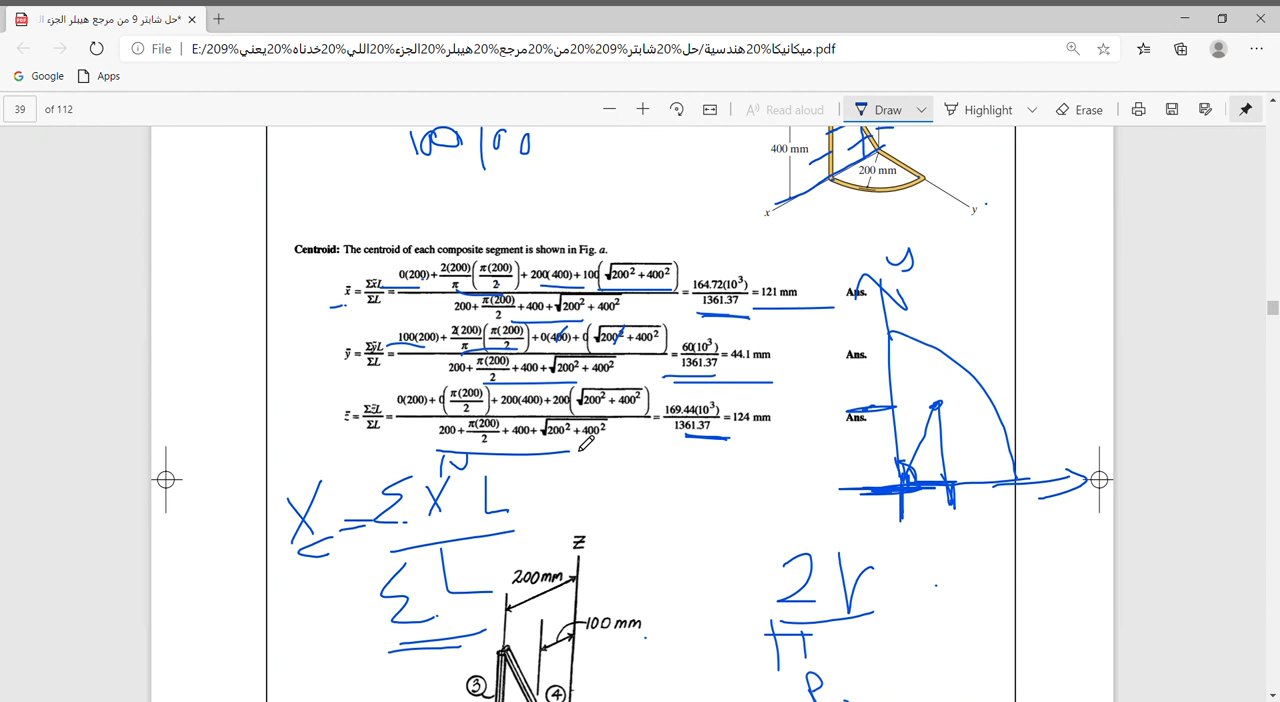 حل شابتر 9 من مرجع هيبلر الجزء ال*
File E:/209%حل%20شابتر%209%20من%20مرجع%20هيبلر%20الجزء%20اللي%20خدناه%20يعني/ميكانيكا%20هندسية.pdf
Google Apps
39 of 112 Read aloud Draw Highlight Erase
100 100
400 mm
200 mm
x
y
Centroid: The centroid of each composite segment is shown in Fig. a.
x̄ = Σx̄L/ΣL = [0(200) + 2(200)/π (π(200)/2) + 200(400) + 100(√200² + 400²)] / [200 + π(200)/2 + 400 + √200² + 400²] = 164.72(10³)/1361.37 = 121 mm Ans.
ȳ = ΣȳL/ΣL = [100(200) + 2(200)/π (π(200)/2) + 0(400) + 0(√200² + 400²)] / [200 + π(200)/2 + 400 + √200² + 400²] = 60(10³)/1361.37 = 44.1 mm Ans.
z̄ = Σz̄L/ΣL = [0(200) + 0(π(200)/2) + 200(400) + 200(√200² + 400²)] / [200 + π(200)/2 + 400 + √200² + 400²] = 169.44(10³)/1361.37 = 124 mm Ans.
y
X = Σ X L
Σ L
Z
200mm
100 mm
3
4
2 r
π